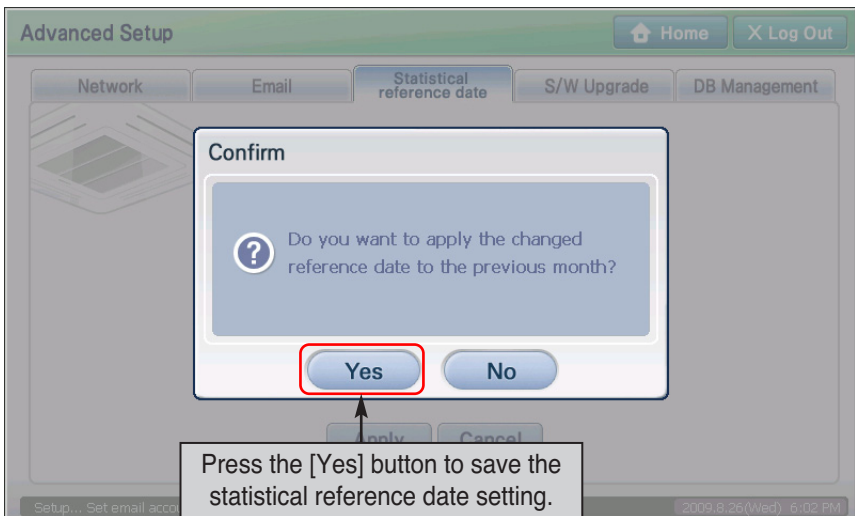 Advanced Setup
Home
X Log Out
Network
Email
Statistical
reference date
S/W Upgrade
DB Management
Confirm
?
Do you want to apply the changed
reference date to the previous month?
Yes
No
Apply
Cancel
Press the [Yes] button to save the
statistical reference date setting.
Setup... Set email
2009.8.26(Wed) 6:02 PM